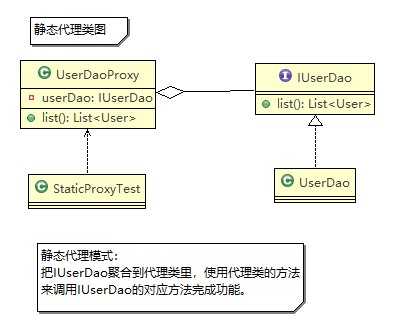 静态代理类图
C UserDaoProxy
userDao: IUserDao
list(): List<User>
I IUserDao
list(): List<User>
C StaticProxyTest
C UserDao
静态代理模式：
把IUserDao聚合到代理类里，使用代理类的方法
来调用IUserDao的对应方法完成功能。